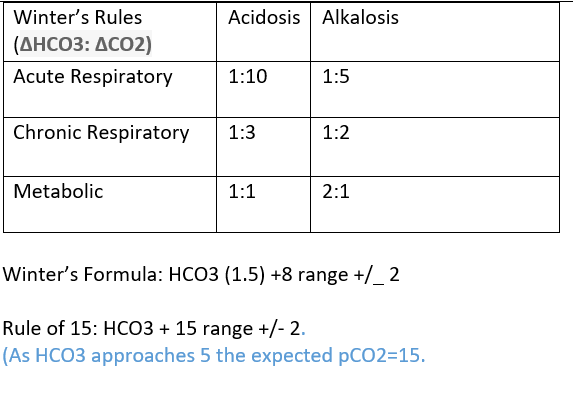 Winter’s Rules Acidosis Alkalosis
(ΔHCO3: ΔCO2)
Acute Respiratory 1:10 1:5
Chronic Respiratory 1:3 1:2
Metabolic 1:1 2:1
Winter’s Formula: HCO3 (1.5) +8 range +/_ 2
Rule of 15: HCO3 + 15 range +/- 2.
(As HCO3 approaches 5 the expected pCO2=15.